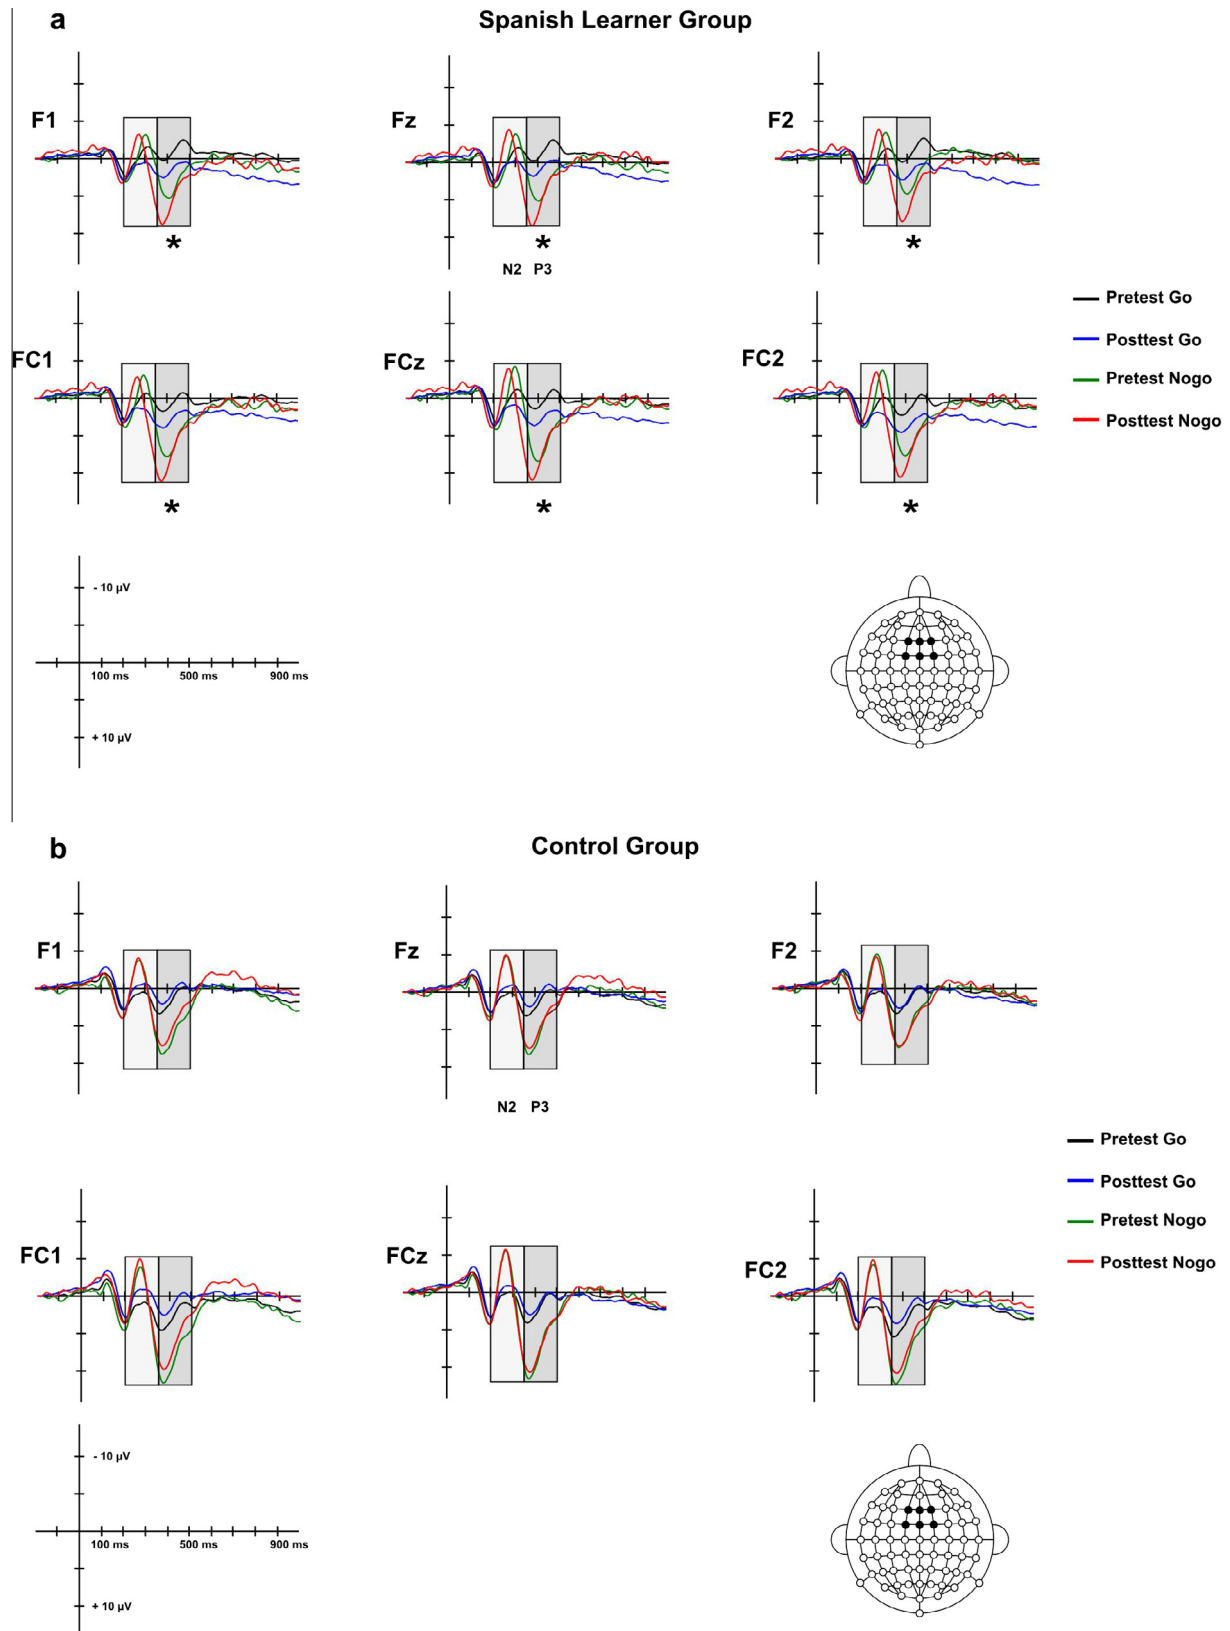 a
Spanish Learner Group
F1
Fz
F2
*
*
*
N2 P3
FC1
FCz
FC2
Pretest Go
Posttest Go
Pretest Nogo
Posttest Nogo
*
*
*
- 10 µV
100 ms 500 ms 900 ms
+ 10 µV
b
Control Group
F1
Fz
F2
N2 P3
FC1
FCz
FC2
Pretest Go
Posttest Go
Pretest Nogo
Posttest Nogo
- 10 µV
100 ms 500 ms 900 ms
+ 10 µV